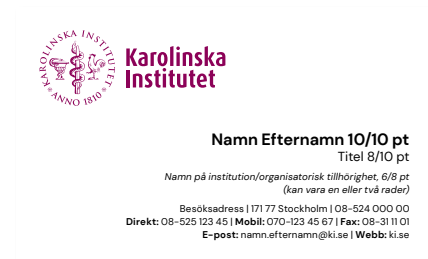 KAROLINSKA INSTITUTET
ANNO 1810
Karolinska
Institutet
Namn Efternamn 10/10 pt
Titel 8/10 pt
Namn på institution/organisatorisk tillhörighet, 6/8 pt
(kan vara en eller två rader)
Besöksadress | 171 77 Stockholm | 08-524 000 00
Direkt: 08-525 123 45 | Mobil: 070-123 45 67 | Fax: 08-31 11 01
E-post: namn.efternamn@ki.se | Webb: ki.se